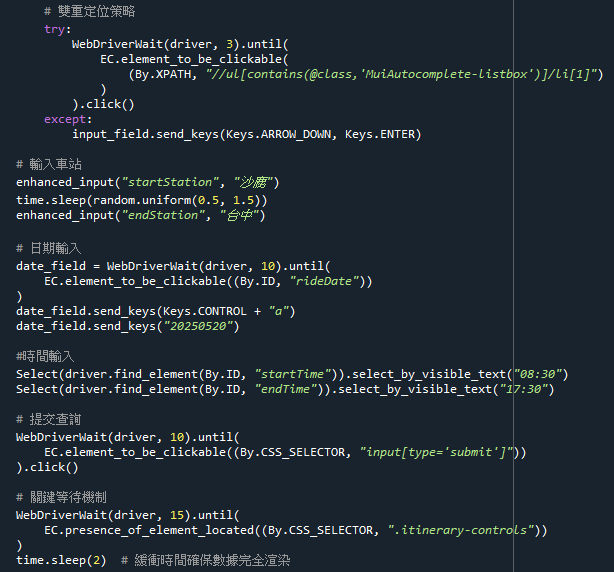 # 雙重定位策略
try:
WebDriverWait(driver, 3).until(
EC.element_to_be_clickable(
(By.XPATH, "//ul[contains(@class,'MuiAutocomplete-listbox')]/li[1]")
)
).click()
except:
input_field.send_keys(Keys.ARROW_DOWN, Keys.ENTER)
# 輸入車站
enhanced_input("startStation", "沙鹿")
time.sleep(random.uniform(0.5, 1.5))
enhanced_input("endStation", "台中")
# 日期輸入
date_field = WebDriverWait(driver, 10).until(
EC.element_to_be_clickable((By.ID, "rideDate"))
)
date_field.send_keys(Keys.CONTROL + "a")
date_field.send_keys("20250520")
#時間輸入
Select(driver.find_element(By.ID, "startTime")).select_by_visible_text("08:30")
Select(driver.find_element(By.ID, "endTime")).select_by_visible_text("17:30")
# 提交查詢
WebDriverWait(driver, 10).until(
EC.element_to_be_clickable((By.CSS_SELECTOR, "input[type='submit']"))
).click()
# 關鍵等待機制
WebDriverWait(driver, 15).until(
EC.presence_of_element_located((By.CSS_SELECTOR, ".itinerary-controls"))
)
time.sleep(2)  # 緩衝時間確保數據完全渲染